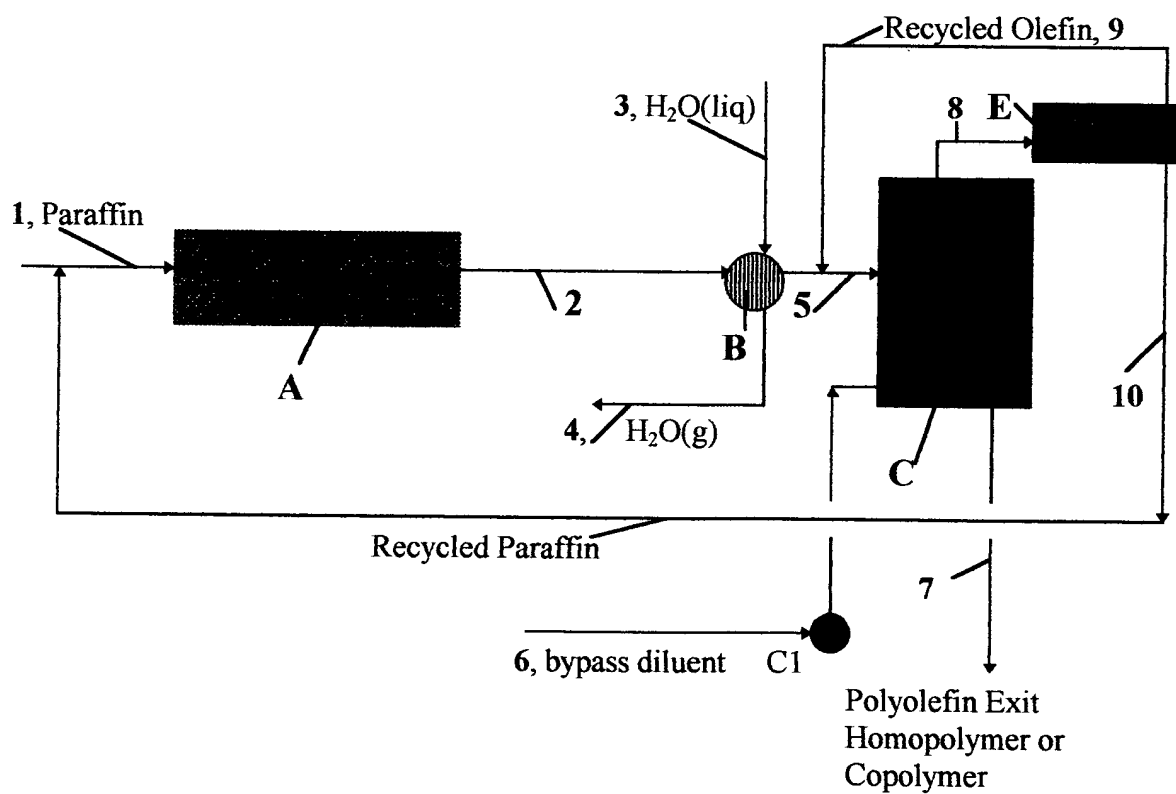 Recycled Olefin, 9
3, H₂O(liq)
8 E
1, Paraffin
2
5
B
A
10
4, H₂O(g)
C
Recycled Paraffin
7
6, bypass diluent C1
Polyolefin Exit
Homopolymer or
Copolymer